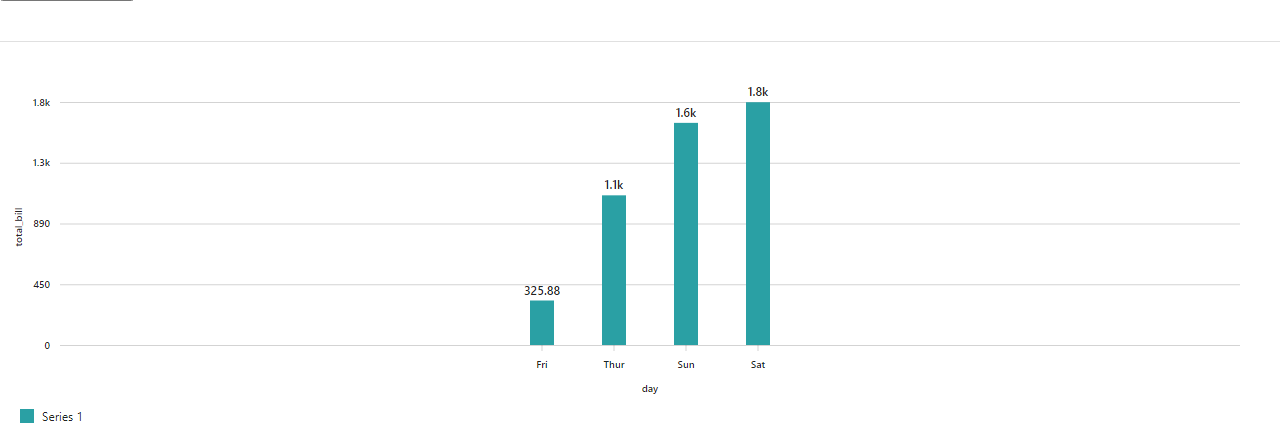 1.8k
1.8k
1.6k
1.3k
1.1k
total_bill
890
450
325.88
0
Fri Thur Sun Sat
day
Series 1